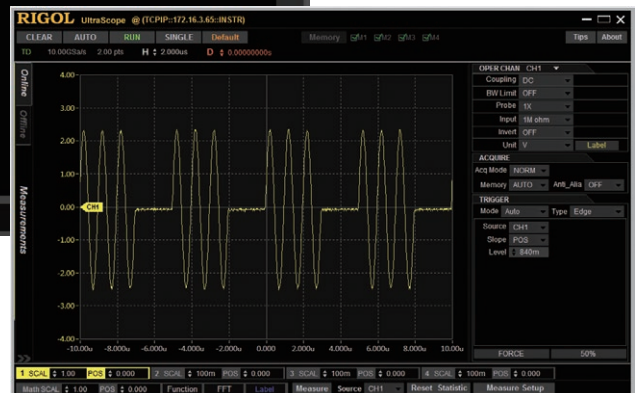 RIGOL UltraScope @ (TCPIP::172.16.3.65::INSTR)
CLEAR AUTO RUN SINGLE Default Memory M1 M2 M3 M4 Tips About
TD 10.00GSa/s 2.00 pts H 2.000us D 0.00000000s
Online
Offline
Measurements
4.00
3.00
2.00
1.00
0.00 CH1
-1.00
-2.00
-3.00
-4.00
-10.00u -8.000u -6.000u -4.000u -2.000u 0.000 2.000u 4.000u 6.000u 8.000u 10.000u
OPER CHAN CH1
Coupling DC
BW Limit OFF
Probe 1X
Input 1M ohm
Invert OFF
Unit V Label
ACQUIRE
Acq Mode NORM
Memory AUTO Anti_Alia OFF
TRIGGER
Mode Auto Type Edge
Source CH1
Slope POS
Level 840m
FORCE 50%
1 SCAL 1.00 POS 0.000 2 SCAL 100m POS 0.000 3 SCAL 100m POS 0.000 4 SCAL 100m POS 0.000
Math SCAL 1.00 POS 0.000 Function FFT Label Measure Source CH1 Reset Statistic Measure Setup